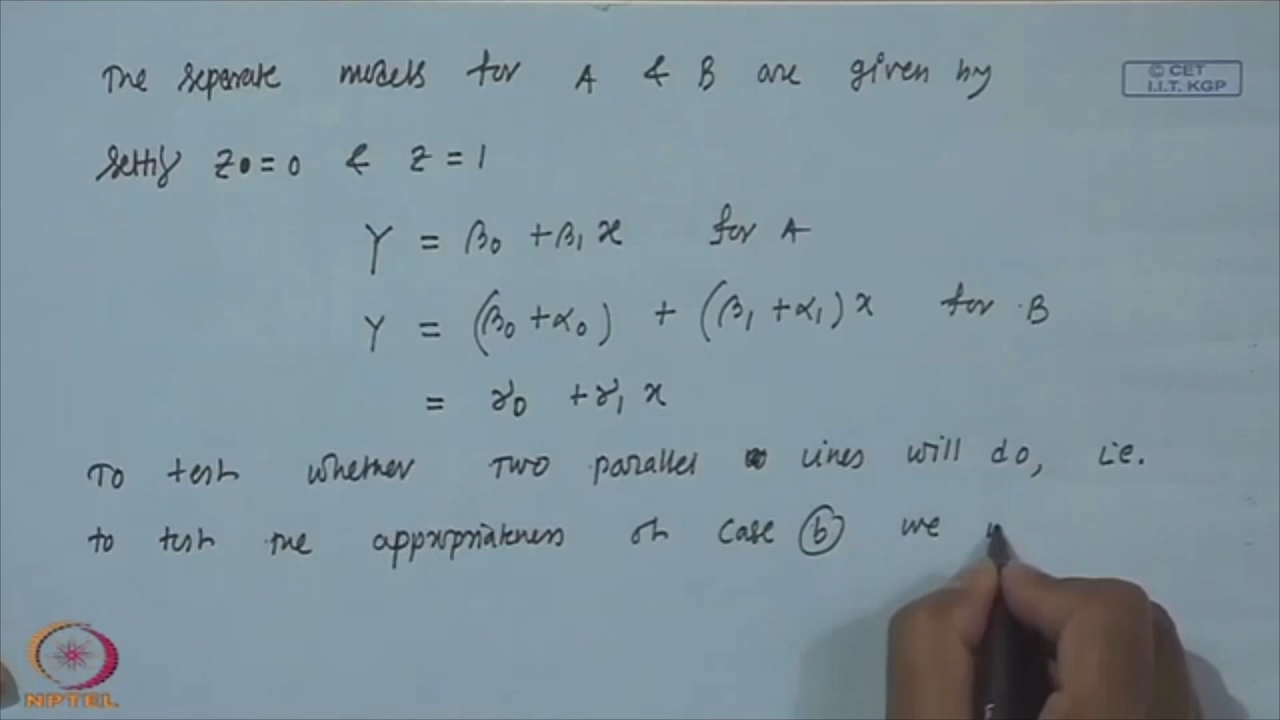 The separate models for A & B are given by
© CET
I.I.T. KGP
setting z = 0 & z = 1
Y = β₀ + β₁ x for A
Y = (β₀ + α₀) + (β₁ + α₁) x for B
= γ₀ + γ₁ x
To test whether two parallel lines will do, i.e.
to test the appropriateness of case (b) we
NPTEL